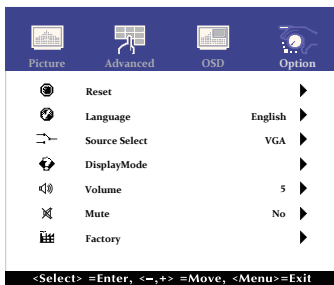 Picture Advanced OSD Option
Reset
Language English
Source Select VGA
DisplayMode
Volume 5
Mute No
Factory
<Select> =Enter, <–,+> =Move, <Menu>=Exit